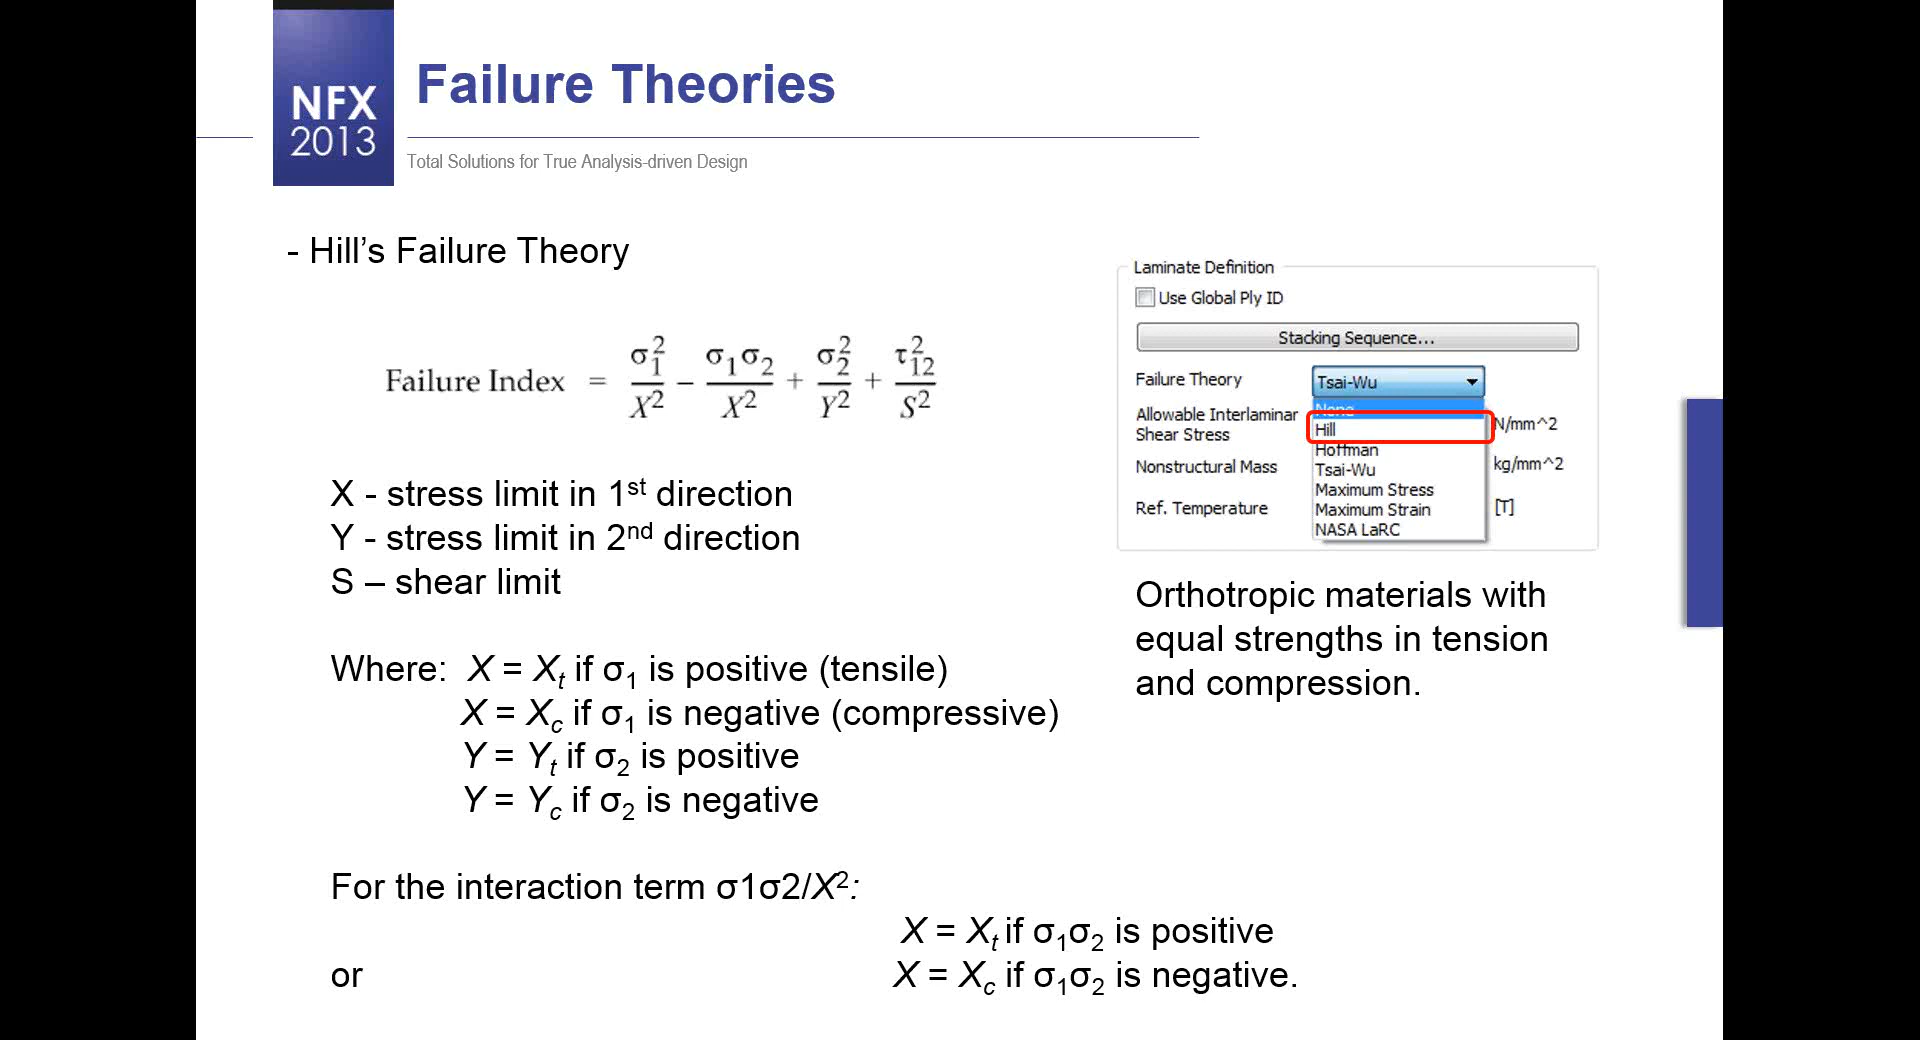 NFX
2013
Failure Theories
Total Solutions for True Analysis-driven Design
- Hill’s Failure Theory
Failure Index = σ₁²/X² − σ₁σ₂/X² + σ₂²/Y² + τ₁₂²/S²
X - stress limit in 1st direction
Y - stress limit in 2nd direction
S – shear limit
Where: X = Xt if σ1 is positive (tensile)
X = Xc if σ1 is negative (compressive)
Y = Yt if σ2 is positive
Y = Yc if σ2 is negative
For the interaction term σ1σ2/X²:
X = Xt if σ1σ2 is positive
or X = Xc if σ1σ2 is negative.
Laminate Definition
Use Global Ply ID
Stacking Sequence...
Failure Theory Tsai-Wu
None
Hill
Hoffman
Tsai-Wu
Maximum Stress
Maximum Strain
NASA LaRC
Allowable Interlaminar
Shear Stress
N/mm^2
Nonstructural Mass kg/mm^2
Ref. Temperature [T]
Orthotropic materials with
equal strengths in tension
and compression.